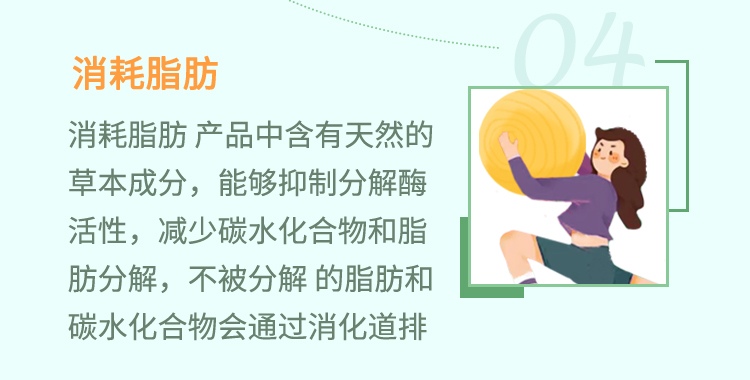 04
消耗脂肪
消耗脂肪 产品中含有天然的
草本成分，能够抑制分解酶
活性，减少碳水化合物和脂
肪分解，不被分解 的脂肪和
碳水化合物会通过消化道排